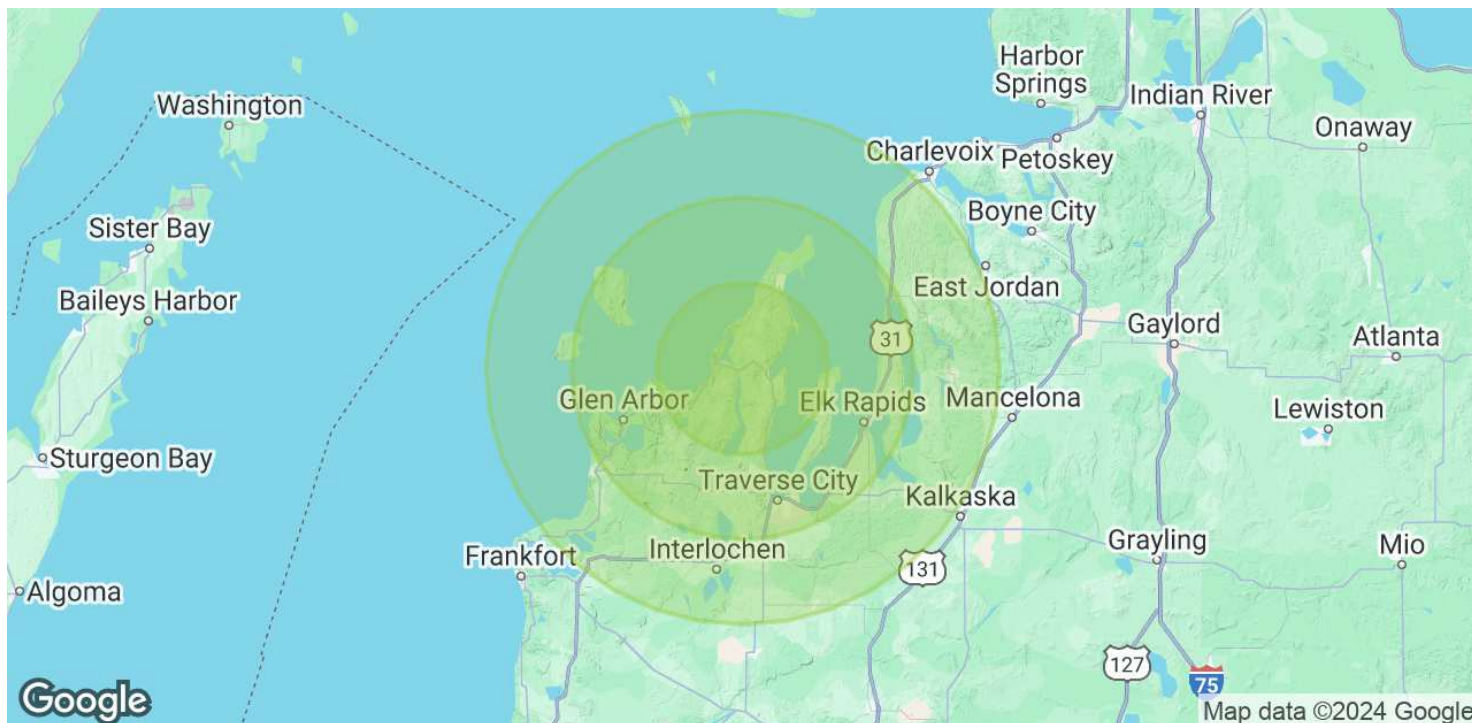 Harbor
Springs
Washington
Indian River
Onaway
Charlevoix
Petoskey
Boyne City
Sister Bay
East Jordan
Baileys Harbor
Gaylord
31
Atlanta
Glen Arbor
Elk Rapids
Mancelona
Lewiston
Sturgeon Bay
Traverse City
Kalkaska
Frankfort
Interlochen
Grayling
Mio
131
Algoma
127
75
Google
Map data ©2024 Google